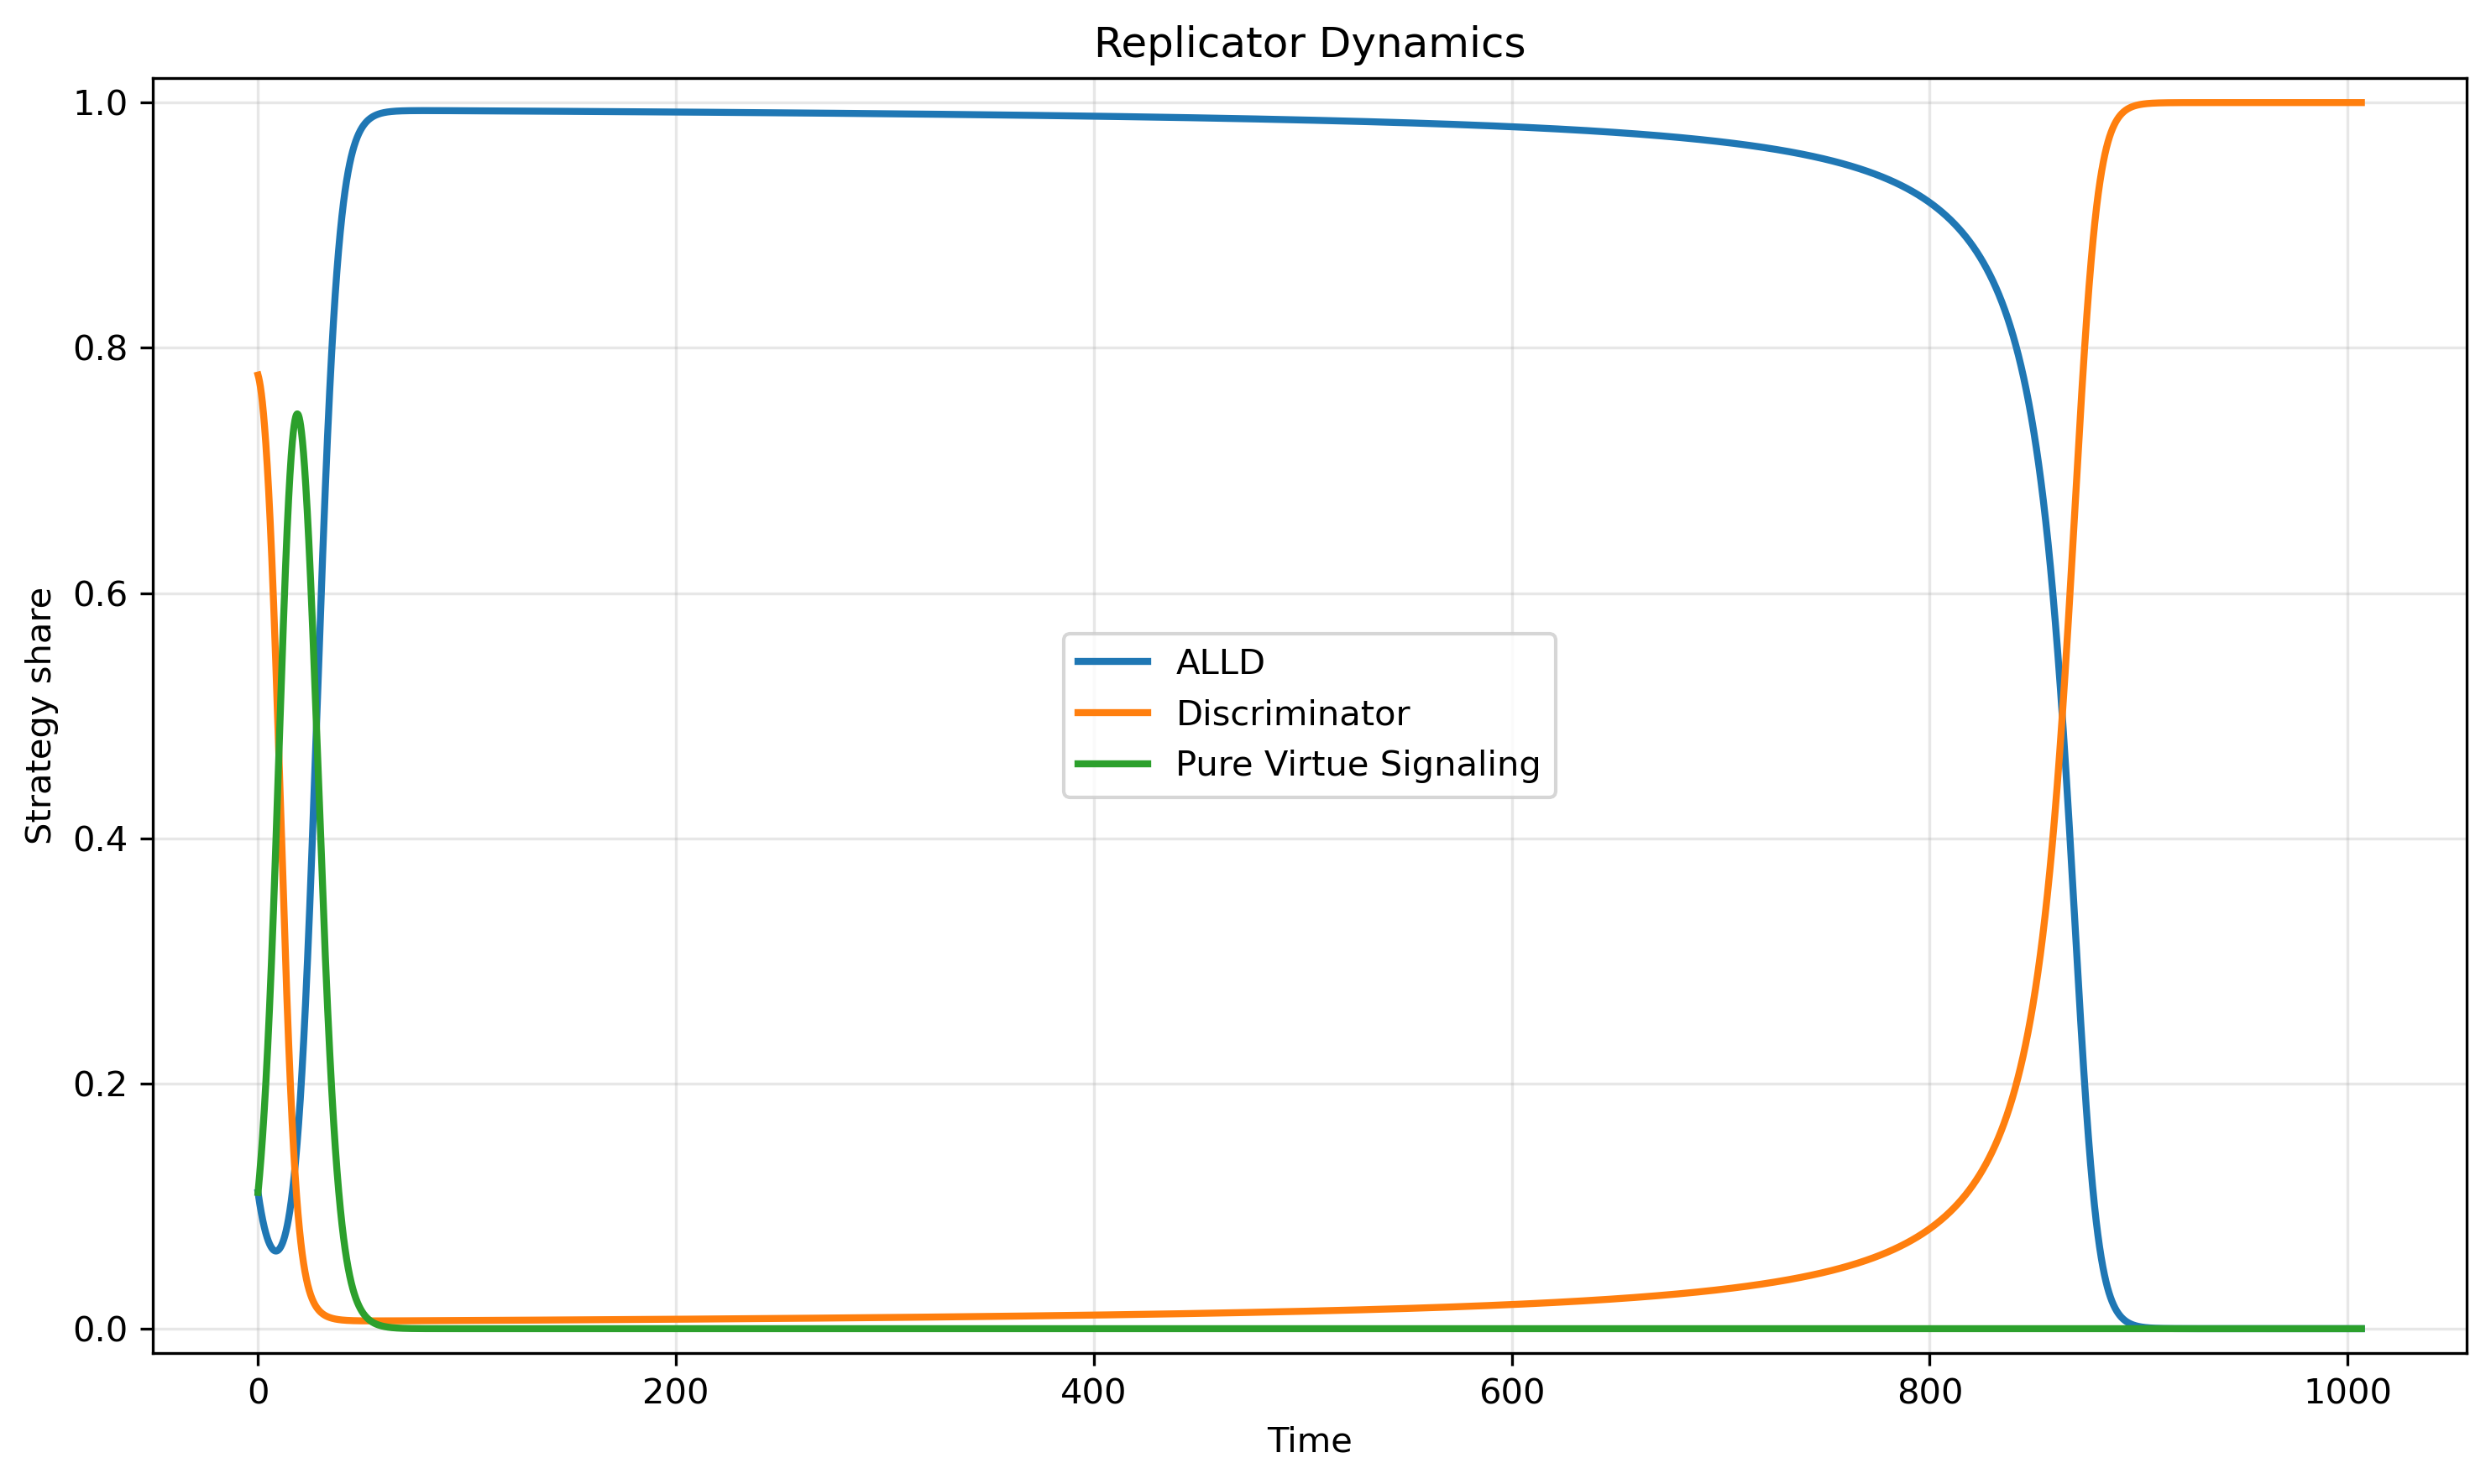 Replicator Dynamics
Strategy share
1.0
0.8
0.6
0.4
0.2
0.0
ALLD
Discriminator
Pure Virtue Signaling
0 200 400 600 800 1000
Time